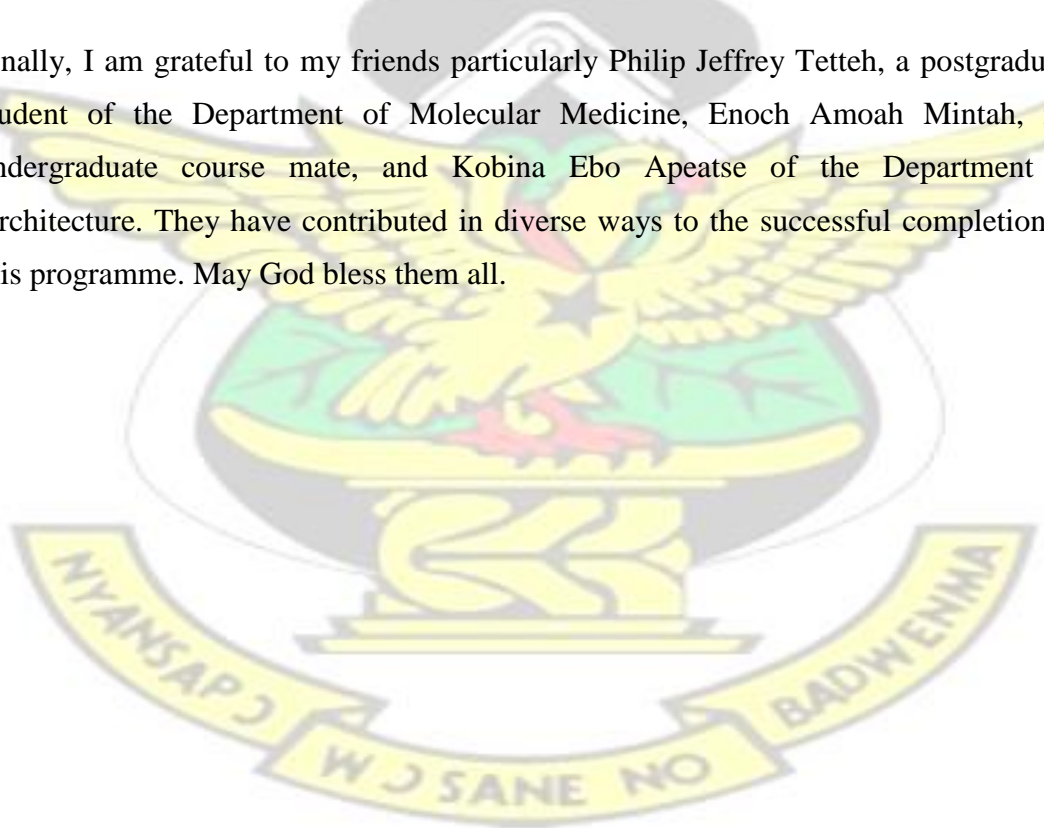 nally, I am grateful to my friends particularly Philip Jeffrey Tetteh, a postgradu
udent of the Department of Molecular Medicine, Enoch Amoah Mintah,
ndergraduate course mate, and Kobina Ebo Apeatse of the Department
rchitecture. They have contributed in diverse ways to the successful completion
is programme. May God bless them all.
NYANSAPƆ WƆSANE NO BADWENMA